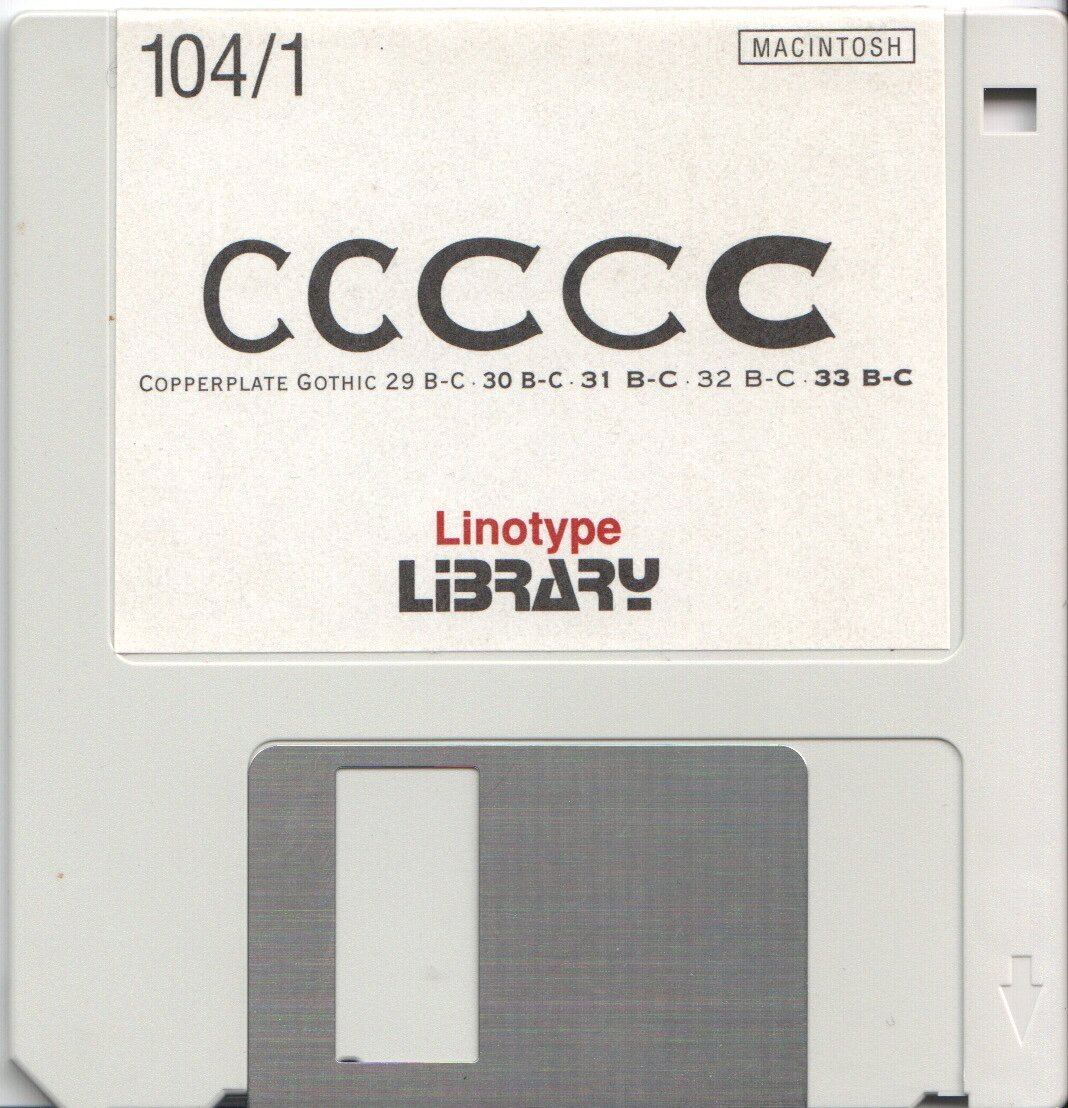 104/1
MACINTOSH
CCCCC
COPPERPLATE GOTHIC 29 B-C · 30 B-C · 31 B-C · 32 B-C · 33 B-C
Linotype
LiBRARY